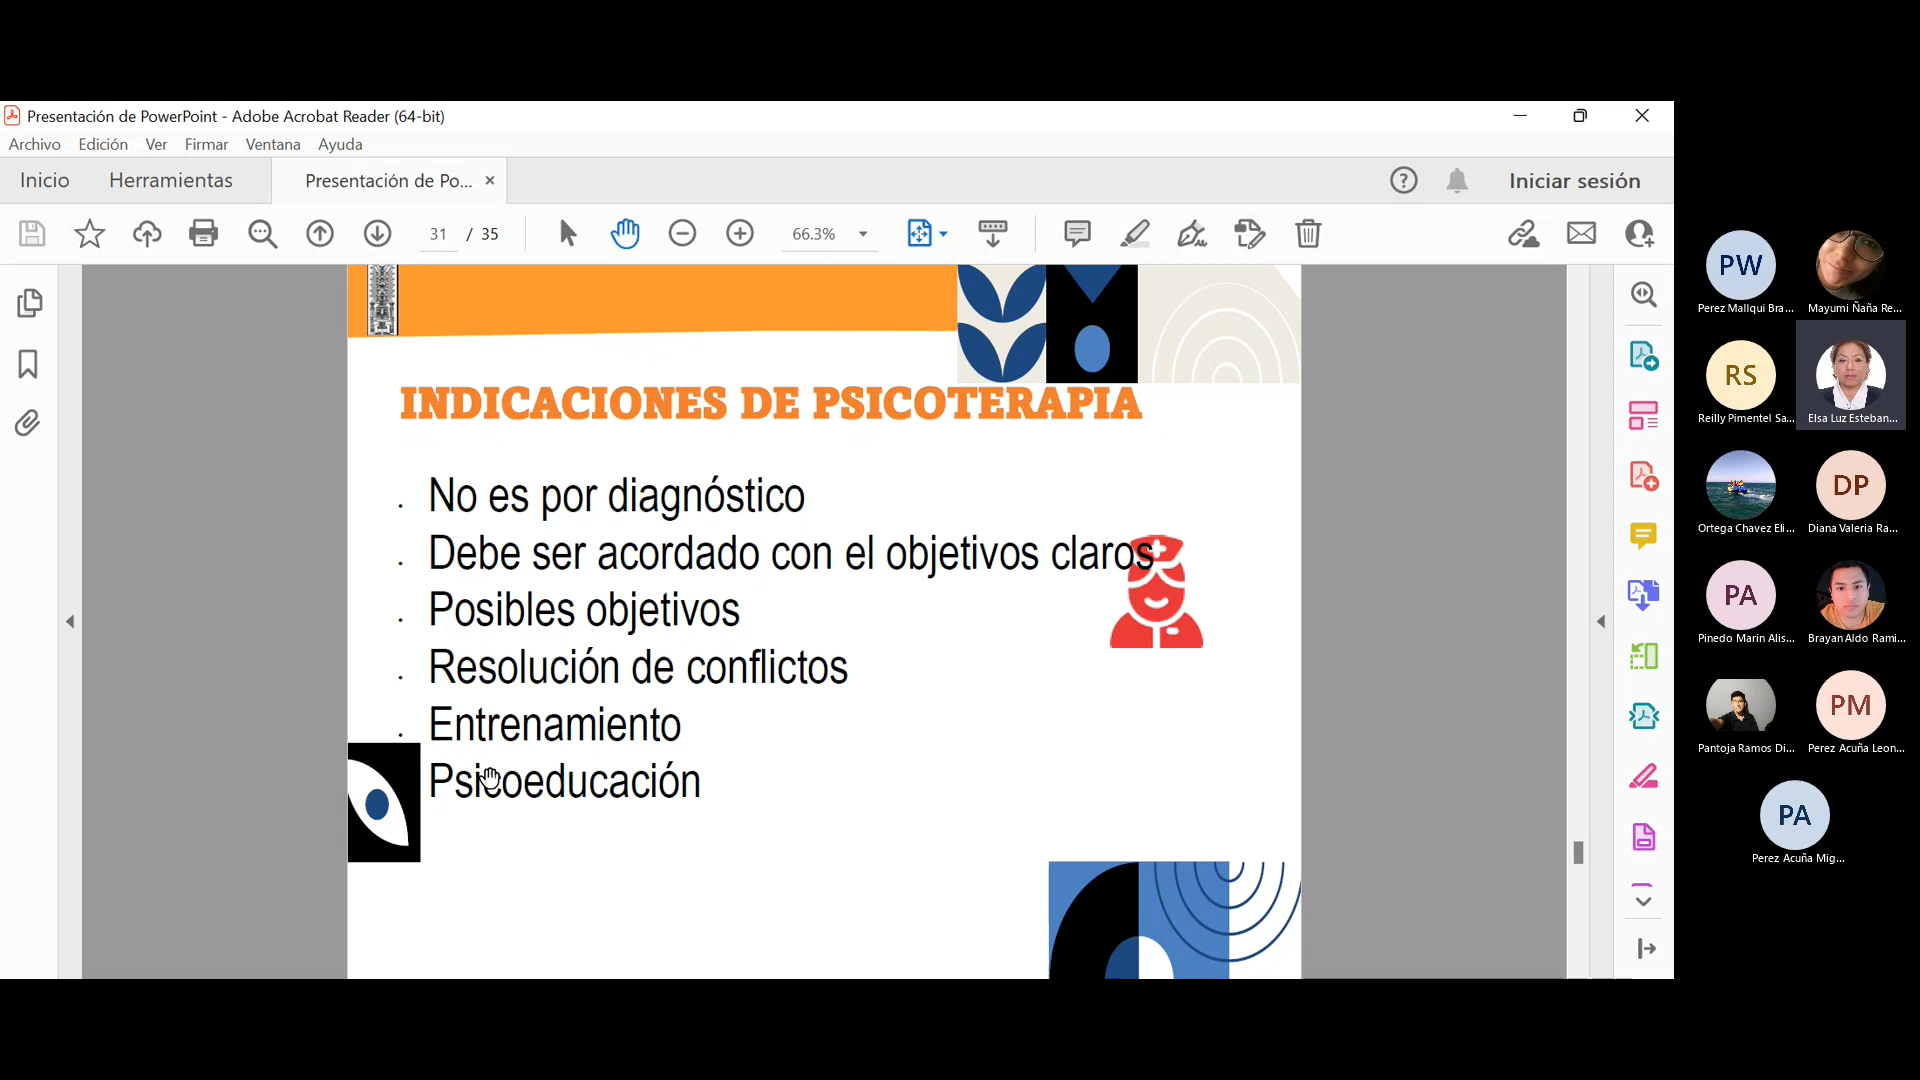 Presentación de PowerPoint - Adobe Acrobat Reader (64-bit)
Archivo Edición Ver Firmar Ventana Ayuda
Inicio Herramientas Presentación de Po... × Iniciar sesión
31 / 35 66.3%
INDICACIONES DE PSICOTERAPIA
. No es por diagnóstico
. Debe ser acordado con el objetivos claros
. Posibles objetivos
. Resolución de conflictos
. Entrenamiento
Psicoeducación
PW
Perez Mallqui Bra... Mayumi Ñaña Re...
RS
Reilly Pimentel Sa... Elsa Luz Esteban...
DP
Ortega Chavez Eli... Diana Valeria Ra...
PA
Pinedo Marin Alis... Brayan Aldo Rami...
PM
Pantoja Ramos Di... Perez Acuña Leon...
PA
Perez Acuña Mig...